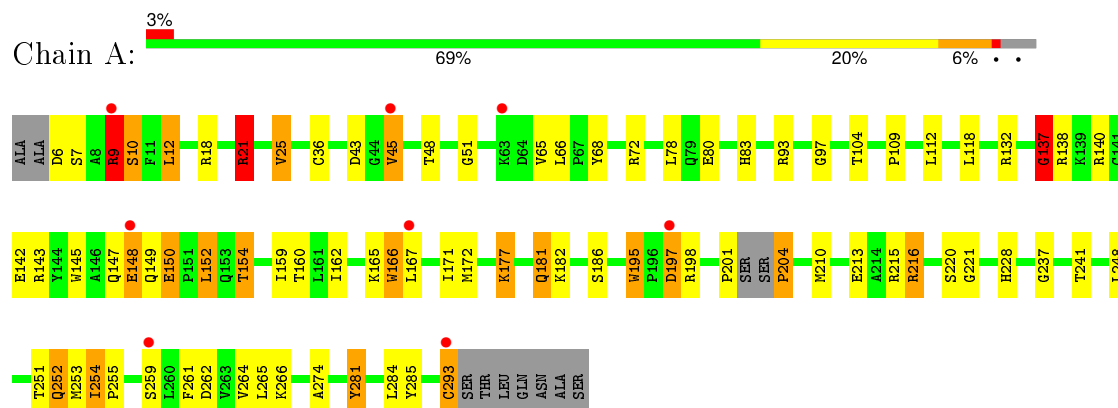 3%
Chain A:
69% 20% 6% • •
ALA ALA D6 S7 A8 R9 S10 F11 L12 R18 R21 V25 C36 D43 G44 V45 T48 G51 K63 D64 V65 L66 P67 Y68 R72 L78 Q79 E80 H83 R93 G97 T104 P109 L112 L118 R132 G137 R138 K139 R140 G141
E142 R143 Y144 W145 A146 Q147 E148 Q149 E150 P151 L152 Q153 T154 I159 T160 L161 I162 K165 W166 L167 I171 M172 K177 Q181 K182 S186 W195 P196 D197 R198 P201 SER SER P204 M210 E213 A214 R215 R216 S220 G221 H228 G237 T241
T251 Q252 M253 I254 P255 S259 L260 F261 D262 V263 V264 L265 K266 A274 Y281 L284 Y285 C293 SER THR LEU GLN ASN ALA SER